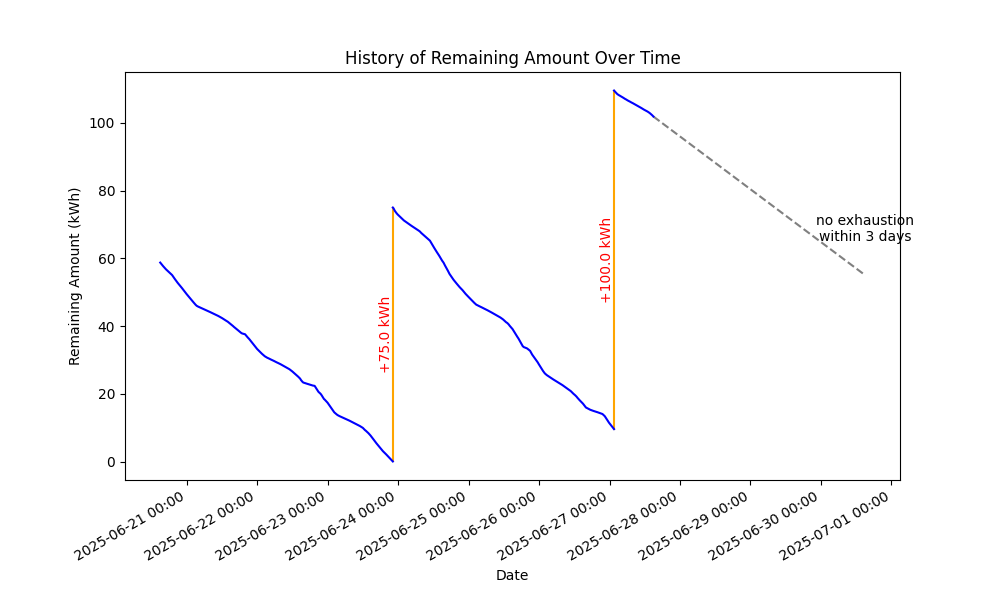 History of Remaining Amount Over Time
Remaining Amount (kWh)
100
80
60
40
20
0
+75.0 kWh
+100.0 kWh
no exhaustion
within 3 days
2025-06-21 00:00
2025-06-22 00:00
2025-06-23 00:00
2025-06-24 00:00
2025-06-25 00:00
2025-06-26 00:00
2025-06-27 00:00
2025-06-28 00:00
2025-06-29 00:00
2025-06-30 00:00
2025-07-01 00:00
Date